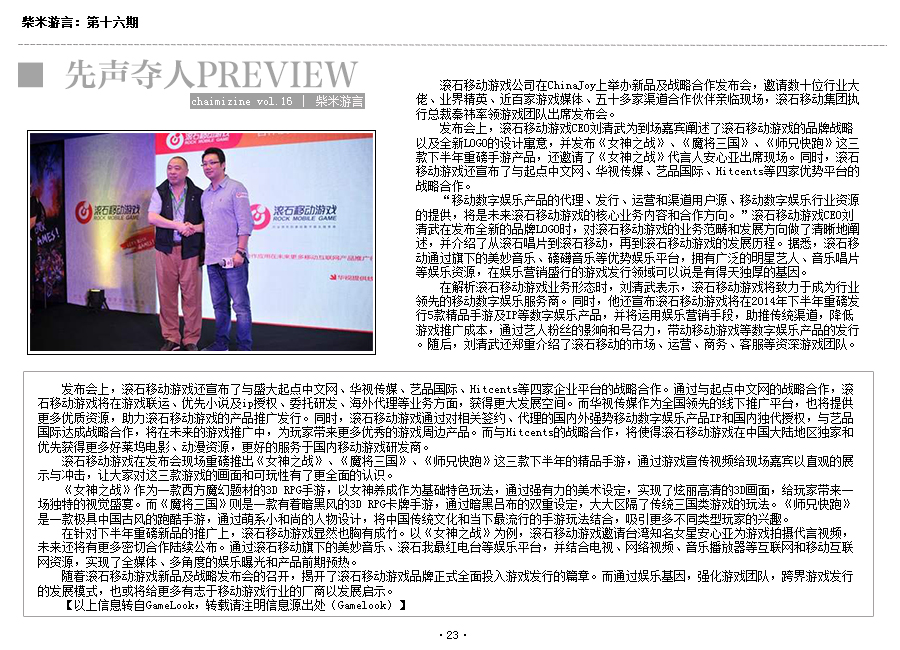 柴米游言：第十六期
先声夺人PREVIEW
chaimizine vol.16 | 柴米游言
滚石移动游戏
ROCK MOBILE GAME
滚石移动游戏
ROCK MOBILE GAME
滚石移动游戏
ROCK MOBILE GAME
滚石移动游戏公司在ChinaJoy上举办新品及战略合作发布会，邀请数十位行业大
佬、业界精英、近百家游戏媒体、五十多家渠道合作伙伴亲临现场，滚石移动集团执
行总裁秦祎率领游戏团队出席发布会。
发布会上，滚石移动游戏CEO刘清武为到场嘉宾阐述了滚石移动游戏的品牌战略
以及全新LOGO的设计寓意，并发布《女神之战》、《魔将三国》、《师兄快跑》这三
款下半年重磅手游产品，还邀请了《女神之战》代言人安心亚出席现场。同时，滚石
移动游戏还宣布了与起点中文网、华视传媒、艺品国际、Hitcents等四家优势平台的
战略合作。
“移动数字娱乐产品的代理、发行、运营和渠道用户源、移动数字娱乐行业资源
的提供，将是未来滚石移动游戏的核心业务内容和合作方向。”滚石移动游戏CEO刘
清武在发布全新的品牌LOGO时，对滚石移动游戏的业务范畴和发展方向做了清晰地阐
述，并介绍了从滚石唱片到滚石移动，再到滚石移动游戏的发展历程。据悉，滚石移
动通过旗下的美妙音乐、磅礴音乐等优势娱乐平台，拥有广泛的明星艺人、音乐唱片
等娱乐资源，在娱乐营销盛行的游戏发行领域可以说是有得天独厚的基因。
在解析滚石移动游戏业务形态时，刘清武表示，滚石移动游戏将致力于成为行业
领先的移动数字娱乐服务商。同时，他还宣布滚石移动游戏将在2014年下半年重磅发
行5款精品手游及IP等数字娱乐产品，并将运用娱乐营销手段，助推传统渠道，降低
游戏推广成本，通过艺人粉丝的影响和号召力，带动移动游戏等数字娱乐产品的发行
。随后，刘清武还郑重介绍了滚石移动的市场、运营、商务、客服等资深游戏团队。
发布会上，滚石移动游戏还宣布了与盛大起点中文网、华视传媒、艺品国际、Hitcents等四家企业平台的战略合作。通过与起点中文网的战略合作，滚
石移动游戏将在游戏联运、优先小说及ip授权、委托研发、海外代理等业务方面，获得更大发展空间。而华视传媒作为全国领先的线下推广平台，也将提供
更多优质资源，助力滚石移动游戏的产品推广发行。同时，滚石移动游戏通过对相关签约、代理的国内外强势移动数字娱乐产品IP和国内独代授权，与艺品
国际达成战略合作，将在未来的游戏推广中，为玩家带来更多优秀的游戏周边产品。而与Hitcents的战略合作，将使得滚石移动游戏在中国大陆地区独家和
优先获得更多好莱坞电影、动漫资源，更好的服务于国内移动游戏研发商。
滚石移动游戏在发布会现场重磅推出《女神之战》、《魔将三国》、《师兄快跑》这三款下半年的精品手游，通过游戏宣传视频给现场嘉宾以直观的展
示与冲击，让大家对这三款游戏的画面和可玩性有了更全面的认识。
《女神之战》作为一款西方魔幻题材的3D RPG手游，以女神养成作为基础特色玩法，通过强有力的美术设定，实现了炫丽高清的3D画面，给玩家带来一
场独特的视觉盛宴。而《魔将三国》则是一款有着暗黑风的3D RPG卡牌手游，通过暗黑吕布的双重设定，大大区隔了传统三国类游戏的玩法。《师兄快跑》
是一款极具中国古风的跑酷手游，通过萌系小和尚的人物设计，将中国传统文化和当下最流行的手游玩法结合，吸引更多不同类型玩家的兴趣。
在针对下半年重磅新品的推广上，滚石移动游戏显然也胸有成竹。以《女神之战》为例，滚石移动游戏邀请台湾知名女星安心亚为游戏拍摄代言视频，
未来还将有更多密切合作陆续公布。通过滚石移动旗下的美妙音乐、滚石我最红电台等娱乐平台，并结合电视、网络视频、音乐播放器等互联网和移动互联
网资源，实现了全媒体、多角度的娱乐曝光和产品前期预热。
随着滚石移动游戏新品及战略发布会的召开，揭开了滚石移动游戏品牌正式全面投入游戏发行的篇章。而通过娱乐基因，强化游戏团队，跨界游戏发行
的发展模式，也或将给更多有志于移动游戏行业的厂商以发展启示。
【以上信息转自GameLook，转载请注明信息源出处（Gamelook）】
·23·